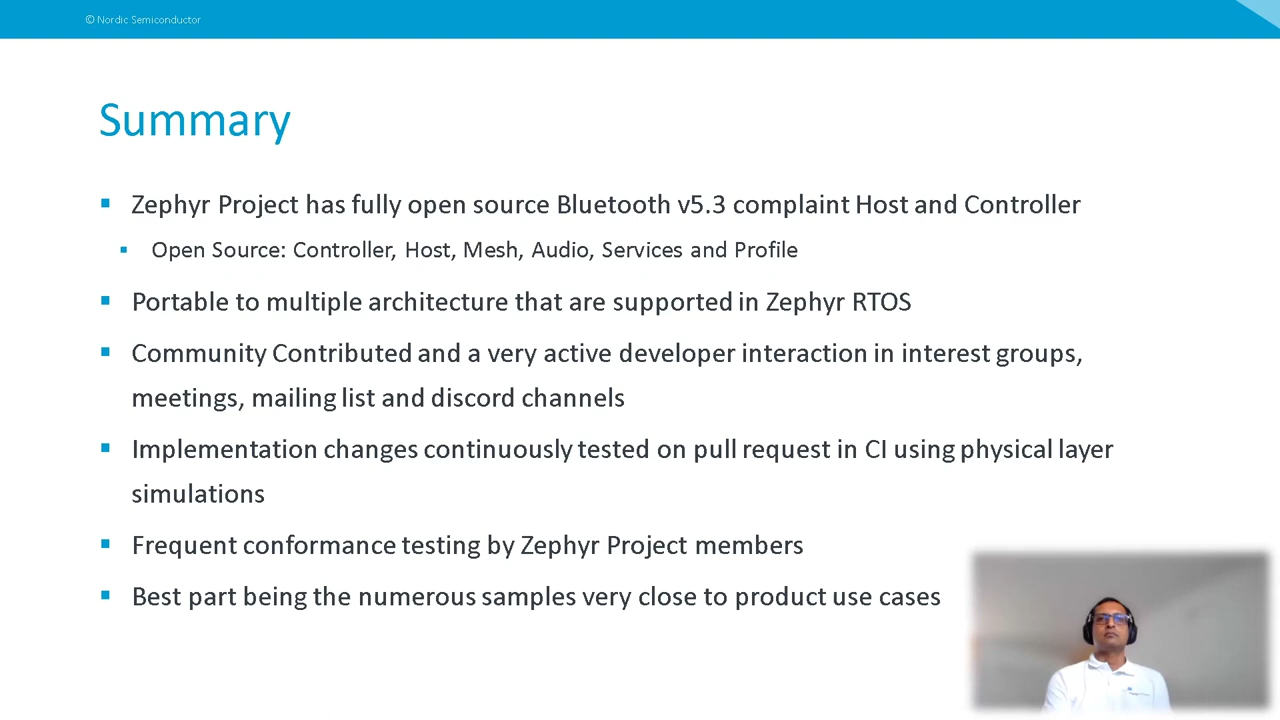 © Nordic Semiconductor
Summary
Zephyr Project has fully open source Bluetooth v5.3 complaint Host and Controller
Open Source: Controller, Host, Mesh, Audio, Services and Profile
Portable to multiple architecture that are supported in Zephyr RTOS
Community Contributed and a very active developer interaction in interest groups,
meetings, mailing list and discord channels
Implementation changes continuously tested on pull request in CI using physical layer
simulations
Frequent conformance testing by Zephyr Project members
Best part being the numerous samples very close to product use cases